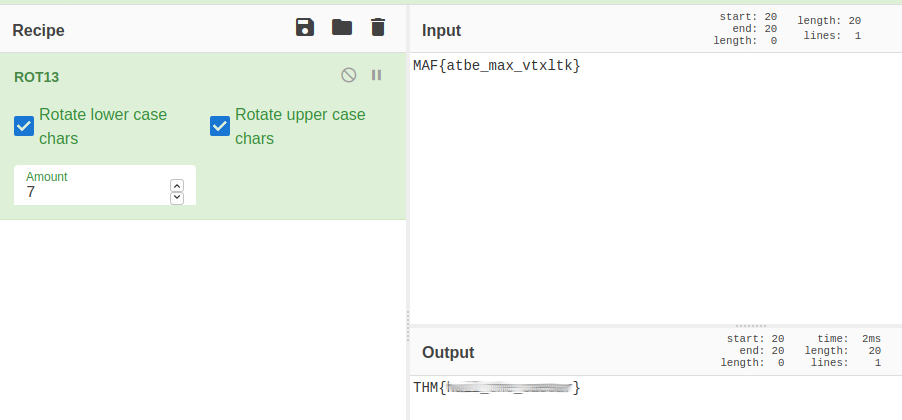 Recipe
ROT13
Rotate lower case
chars
Rotate upper case
chars
Amount
7
Input
start: 20
end: 20
length: 0
length: 20
lines: 1
MAF{atbe_max_vtxltk}
Output
start: 20
end: 20
length: 0
time: 2ms
length: 20
lines: 1
THM{ }